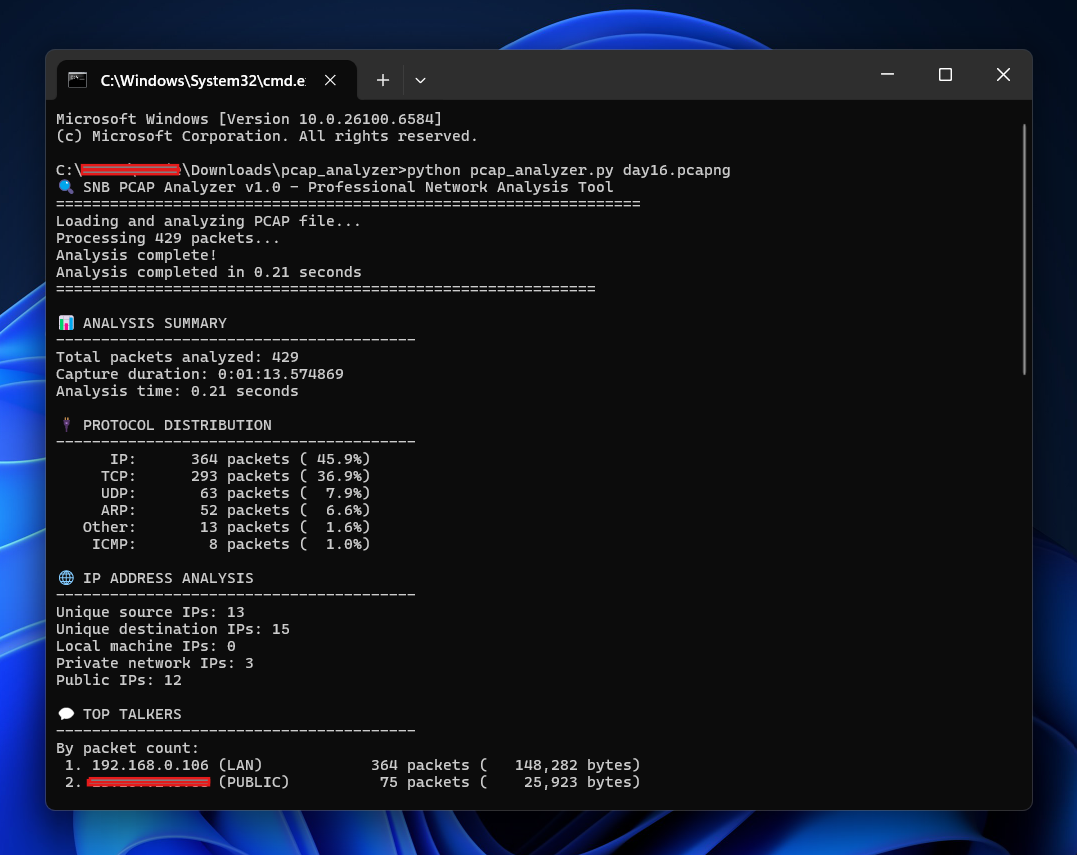 C:\Windows\System32\cmd.e
Microsoft Windows [Version 10.0.26100.6584]
(c) Microsoft Corporation. All rights reserved.
C:\ \Downloads\pcap_analyzer>python pcap_analyzer.py day16.pcapng
SNB PCAP Analyzer v1.0 - Professional Network Analysis Tool
=================================================================
Loading and analyzing PCAP file...
Processing 429 packets...
Analysis complete!
Analysis completed in 0.21 seconds
============================================================
ANALYSIS SUMMARY
----------------------------------------
Total packets analyzed: 429
Capture duration: 0:01:13.574869
Analysis time: 0.21 seconds
PROTOCOL DISTRIBUTION
----------------------------------------
IP: 364 packets ( 45.9%)
TCP: 293 packets ( 36.9%)
UDP: 63 packets ( 7.9%)
ARP: 52 packets ( 6.6%)
Other: 13 packets ( 1.6%)
ICMP: 8 packets ( 1.0%)
IP ADDRESS ANALYSIS
----------------------------------------
Unique source IPs: 13
Unique destination IPs: 15
Local machine IPs: 0
Private network IPs: 3
Public IPs: 12
TOP TALKERS
----------------------------------------
By packet count:
1. 192.168.0.106 (LAN) 364 packets ( 148,282 bytes)
2. (PUBLIC) 75 packets ( 25,923 bytes)